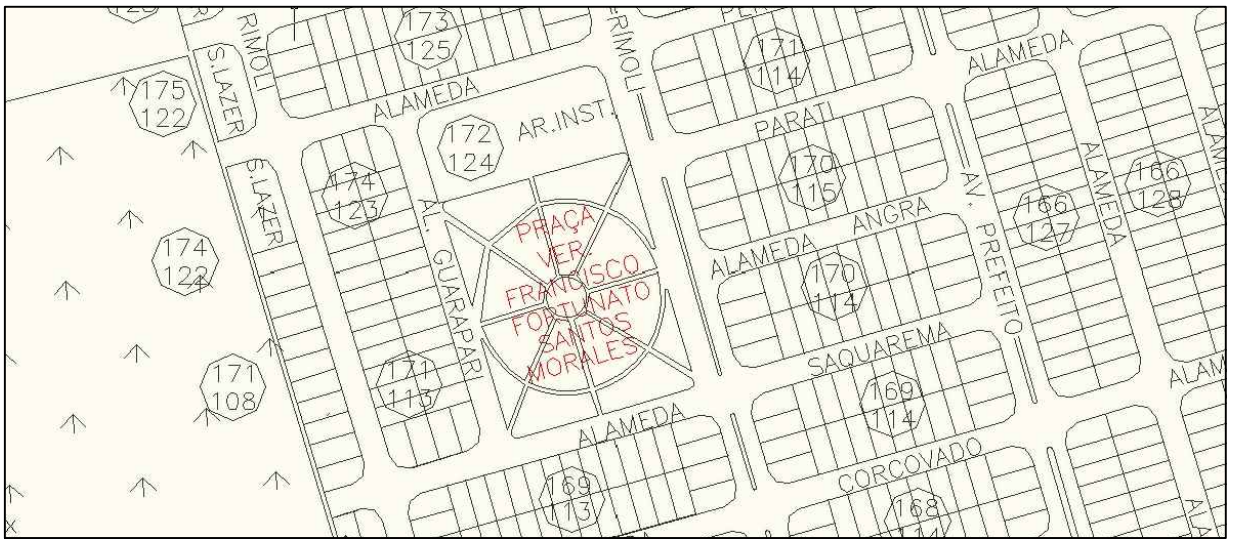 173
125
171
114
RIMOLI
S.LAZER
ALAMEDA
175
122
ALAMEDA
172
124
AR.INST.
PARATI
170
115
S.LAZER
174
123
AL. GUARAPAR
PRAÇA
VER
FRANCISCO
FORTUNATO
SANTOS
MORALES
ALAMEDA
ANGRA
AV. PREFEITO
166
127
ALAMEDA
166
128
174
122
170
114
171
108
171
113
SAQUAREMA
169
114
ALAMEDA
CORCOVADO
169
113
168